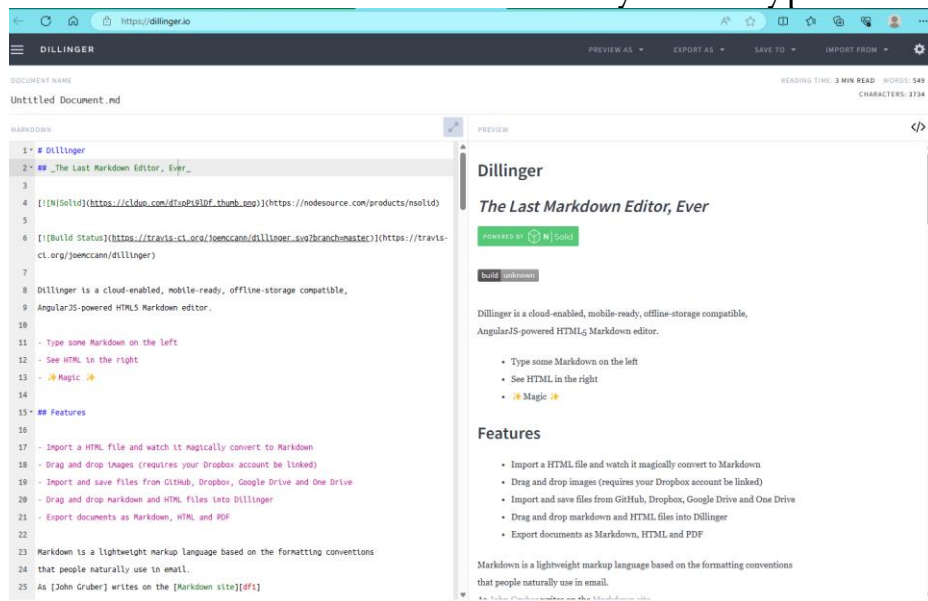 https://dillinger.io
DILLINGER
PREVIEW AS
EXPORT AS
SAVE TO
IMPORT FROM
DOCUMENT NAME
Untitled Document.md
READING TIME: 3 MIN READ WORDS: 549
CHARACTERS: 3734
MARKDOWN
1 # Dillinger
2 ## _The Last Markdown Editor, Ever_
3
4 [![N|Solid](https://cldup.com/dTxpPi9lDf.thumb.png)](https://nodesource.com/products/nsolid)
5
6 [![Build Status](https://travis-ci.org/joemccann/dillinger.svg?branch=master)](https://travis-
ci.org/joemccann/dillinger)
7
8 Dillinger is a cloud-enabled, mobile-ready, offline-storage compatible,
9 AngularJS-powered HTML5 Markdown editor.
10
11 - Type some Markdown on the left
12 - See HTML in the right
13 - ✨Magic ✨
14
15 ## Features
16
17 - Import a HTML file and watch it magically convert to Markdown
18 - Drag and drop images (requires your Dropbox account be linked)
19 - Import and save files from GitHub, Dropbox, Google Drive and One Drive
20 - Drag and drop markdown and HTML files into Dillinger
21 - Export documents as Markdown, HTML and PDF
22
23 Markdown is a lightweight markup language based on the formatting conventions
24 that people naturally use in email.
25 As [John Gruber] writes on the [Markdown site][df1]
PREVIEW
</>
Dillinger
The Last Markdown Editor, Ever
POWERED BY N|Solid
build unknown
Dillinger is a cloud-enabled, mobile-ready, offline-storage compatible,
AngularJS-powered HTML5 Markdown editor.
• Type some Markdown on the left
• See HTML in the right
• ✨Magic ✨
Features
• Import a HTML file and watch it magically convert to Markdown
• Drag and drop images (requires your Dropbox account be linked)
• Import and save files from GitHub, Dropbox, Google Drive and One Drive
• Drag and drop markdown and HTML files into Dillinger
• Export documents as Markdown, HTML and PDF
Markdown is a lightweight markup language based on the formatting conventions
that people naturally use in email.